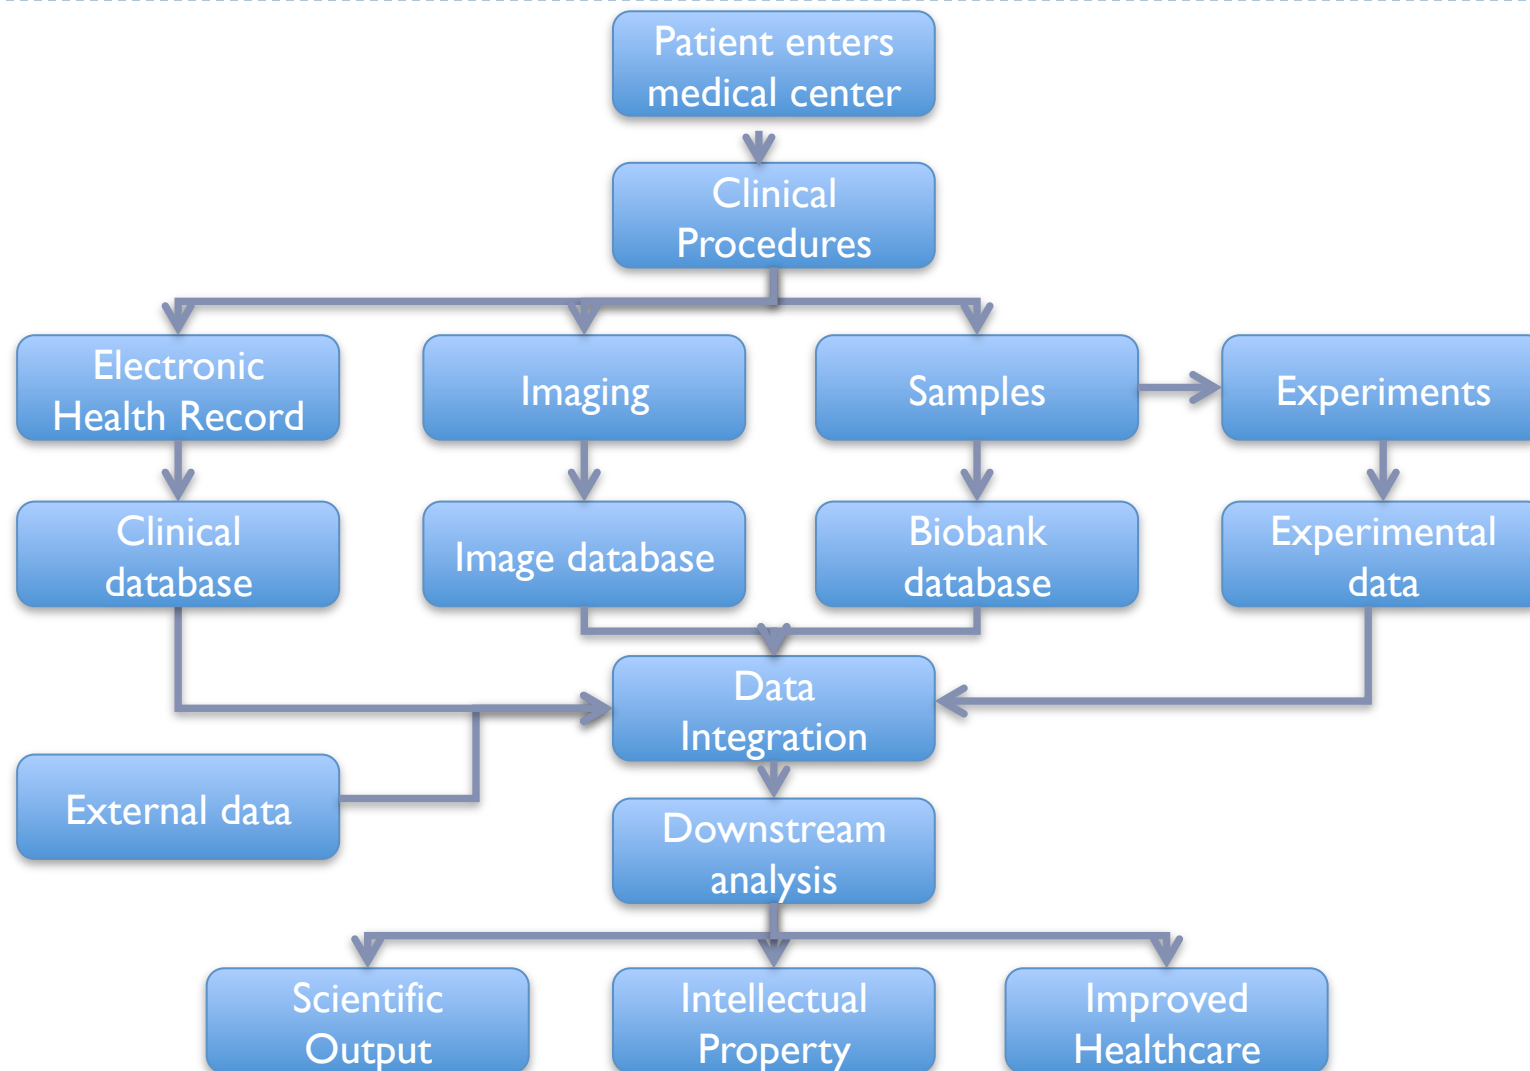 Patient enters
medical center
Clinical
Procedures
Electronic
Health Record
Imaging
Samples
Experiments
Clinical
database
Image database
Biobank
database
Experimental
data
Data
Integration
External data
Downstream
analysis
Scientific
Output
Intellectual
Property
Improved
Healthcare